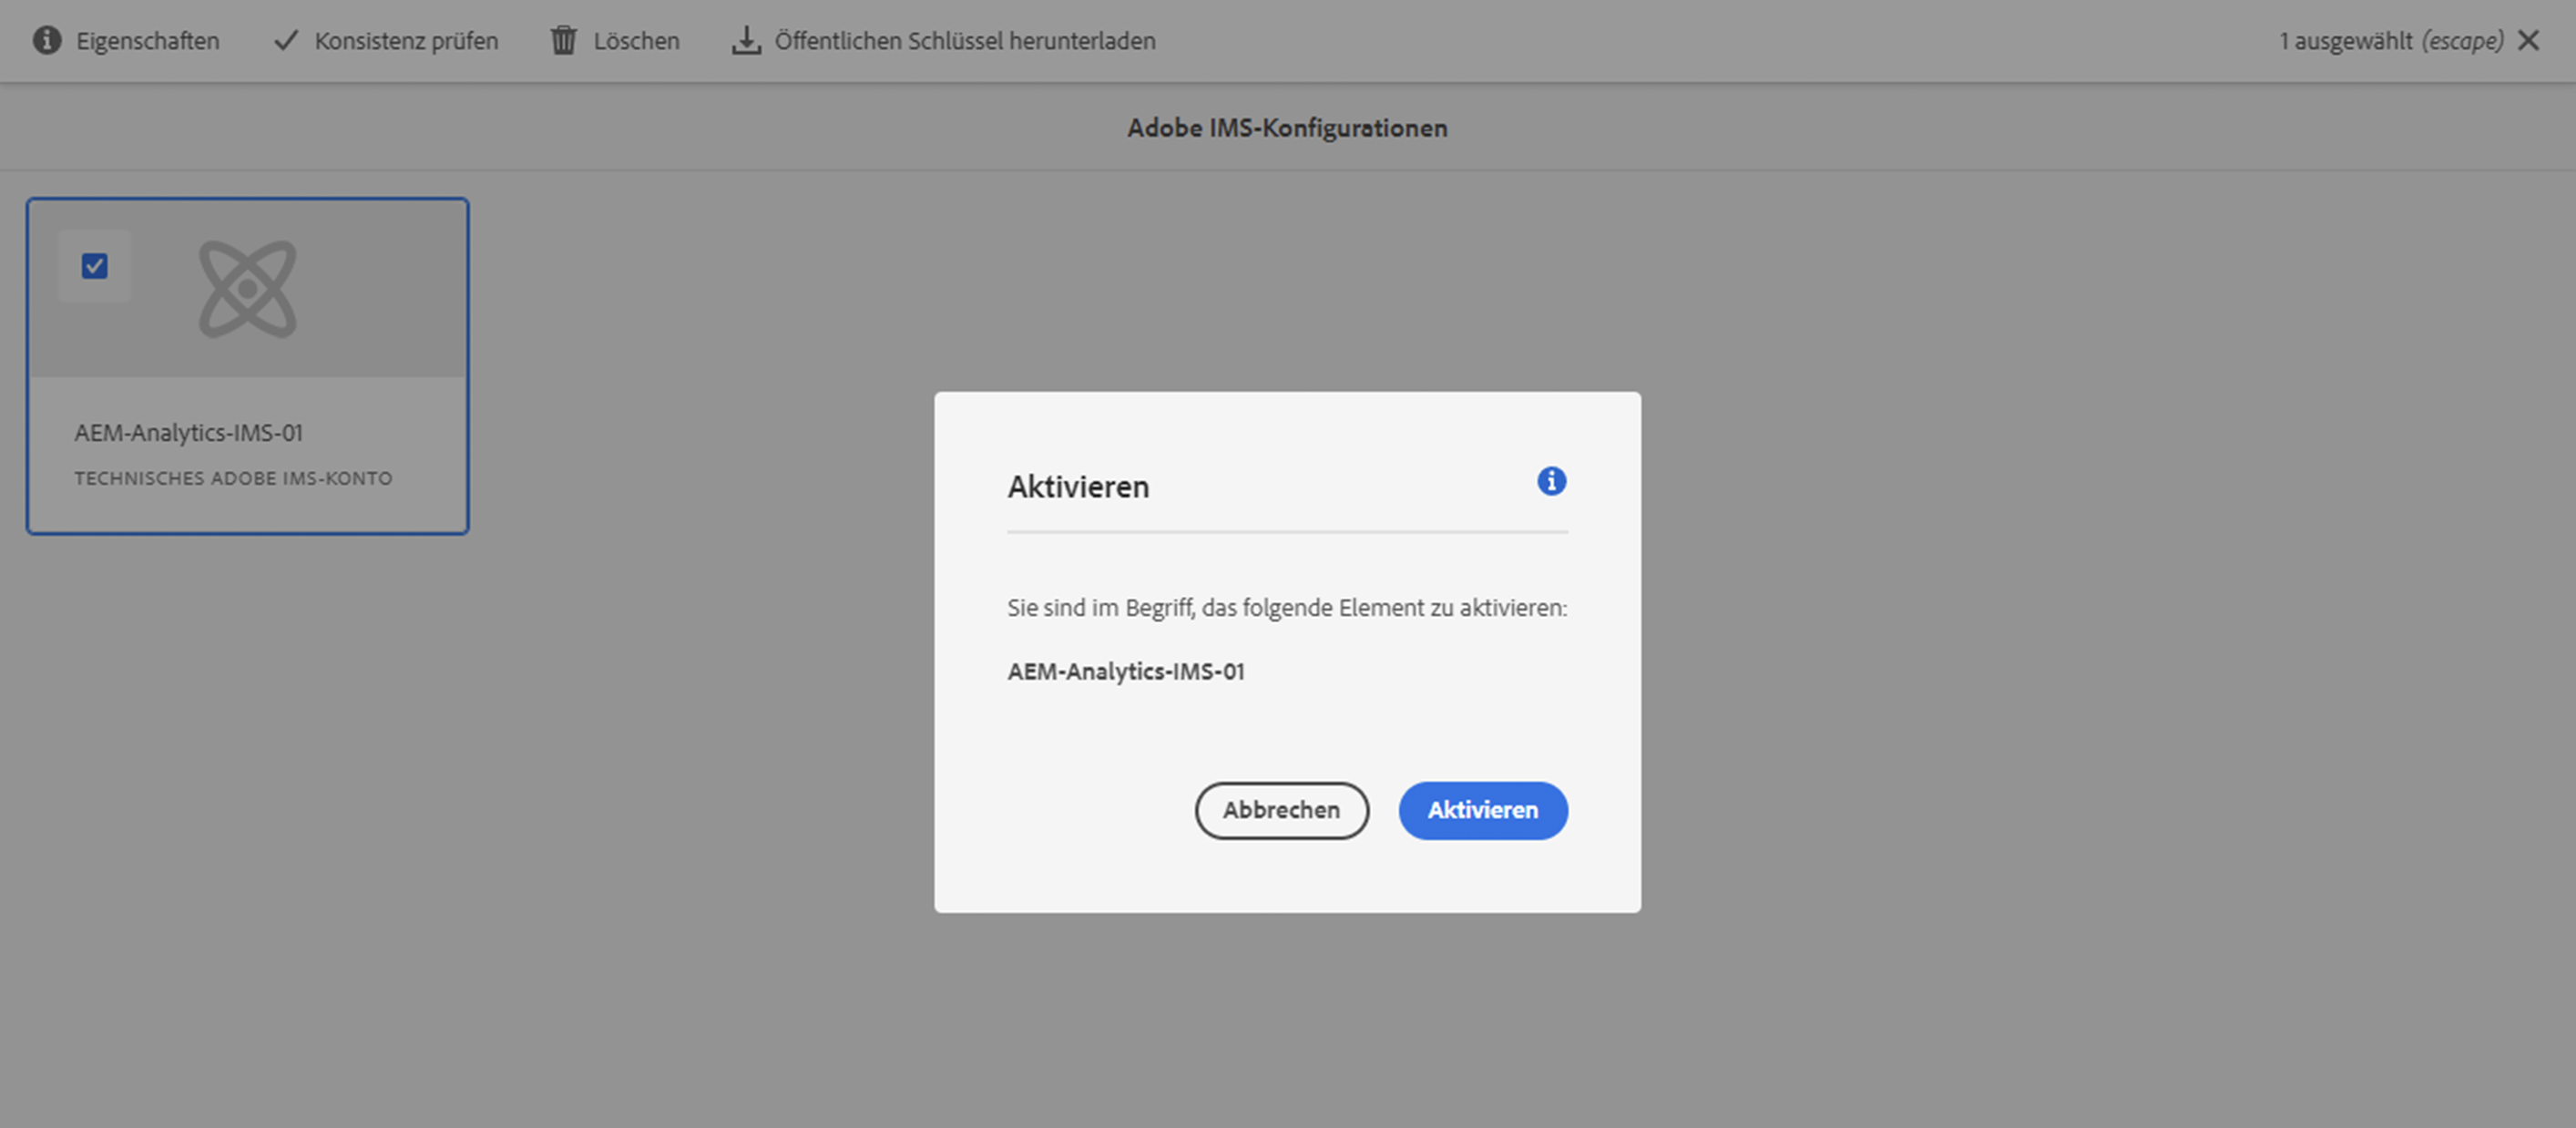 Eigenschaften Konsistenz prüfen Löschen Öffentlichen Schlüssel herunterladen 1 ausgewählt (escape)
Adobe IMS-Konfigurationen
AEM-Analytics-IMS-01
TECHNISCHES ADOBE IMS-KONTO
Aktivieren
Sie sind im Begriff, das folgende Element zu aktivieren:
AEM-Analytics-IMS-01
Abbrechen Aktivieren